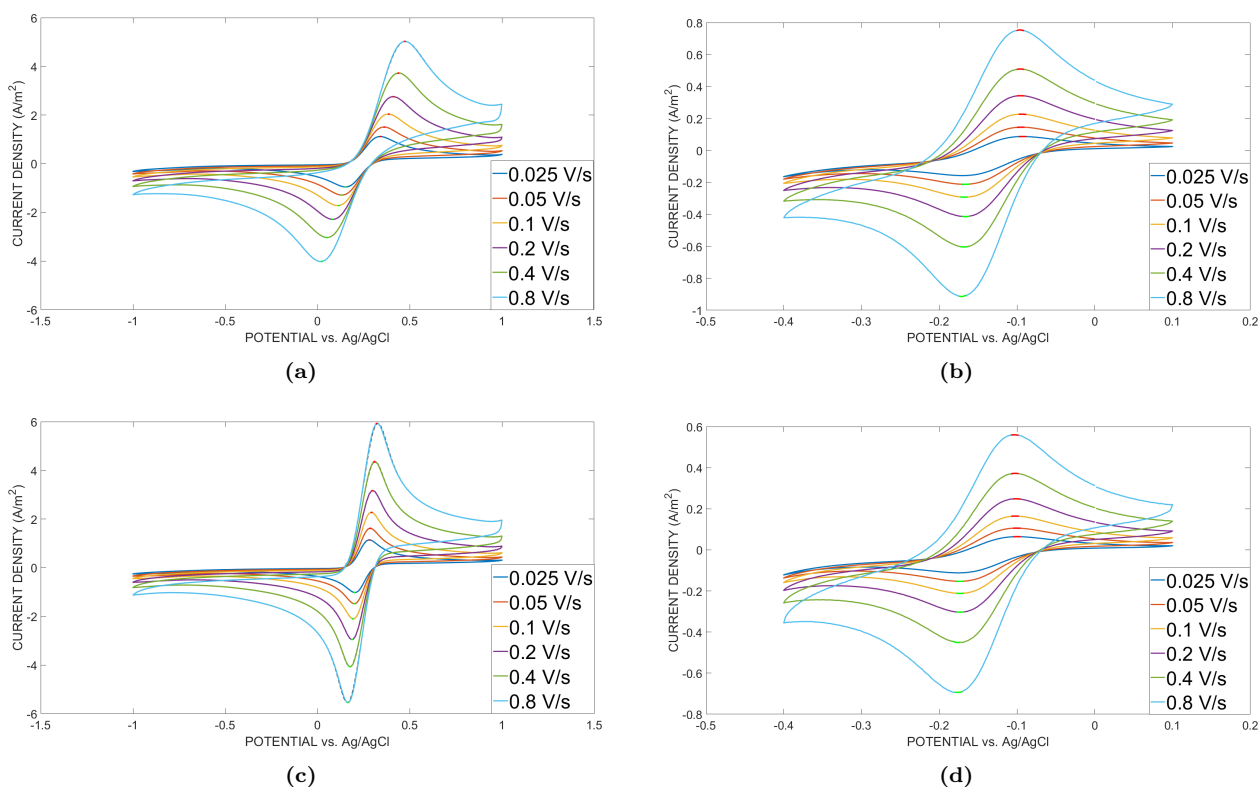 6
4
2
0
-2
-4
-6
CURRENT DENSITY (A/m²)
-1.5
-1
-0.5
0
0.5
1
1.5
POTENTIAL vs. Ag/AgCl
0.025 V/s
0.05 V/s
0.1 V/s
0.2 V/s
0.4 V/s
0.8 V/s
(a)
0.8
0.6
0.4
0.2
0
-0.2
-0.4
-0.6
-0.8
-1
CURRENT DENSITY (A/m²)
-0.5
-0.4
-0.3
-0.2
-0.1
0
0.1
0.2
POTENTIAL vs. Ag/AgCl
0.025 V/s
0.05 V/s
0.1 V/s
0.2 V/s
0.4 V/s
0.8 V/s
(b)
6
4
2
0
-2
-4
-6
CURRENT DENSITY (A/m²)
-1.5
-1
-0.5
0
0.5
1
1.5
POTENTIAL vs. Ag/AgCl
0.025 V/s
0.05 V/s
0.1 V/s
0.2 V/s
0.4 V/s
0.8 V/s
(c)
0.6
0.4
0.2
0
-0.2
-0.4
-0.6
-0.8
CURRENT DENSITY (A/m²)
-0.5
-0.4
-0.3
-0.2
-0.1
0
0.1
0.2
POTENTIAL vs. Ag/AgCl
0.025 V/s
0.05 V/s
0.1 V/s
0.2 V/s
0.4 V/s
0.8 V/s
(d)